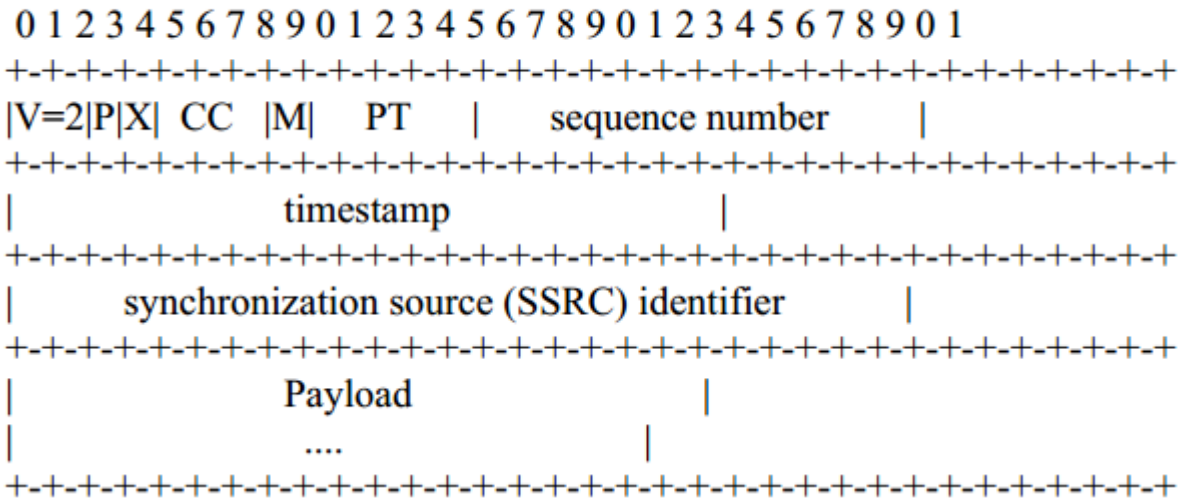 0 1 2 3 4 5 6 7 8 9 0 1 2 3 4 5 6 7 8 9 0 1 2 3 4 5 6 7 8 9 0 1
+-+-+-+-+-+-+-+-+-+-+-+-+-+-+-+-+-+-+-+-+-+-+-+-+-+-+-+-+-+-+-+-+
|V=2|P|X| CC |M| PT | sequence number |
+-+-+-+-+-+-+-+-+-+-+-+-+-+-+-+-+-+-+-+-+-+-+-+-+-+-+-+-+-+-+-+-+
| timestamp |
+-+-+-+-+-+-+-+-+-+-+-+-+-+-+-+-+-+-+-+-+-+-+-+-+-+-+-+-+-+-+-+-+
| synchronization source (SSRC) identifier |
+-+-+-+-+-+-+-+-+-+-+-+-+-+-+-+-+-+-+-+-+-+-+-+-+-+-+-+-+-+-+-+-+
| Payload |
| .... |
+-+-+-+-+-+-+-+-+-+-+-+-+-+-+-+-+-+-+-+-+-+-+-+-+-+-+-+-+-+-+-+-+